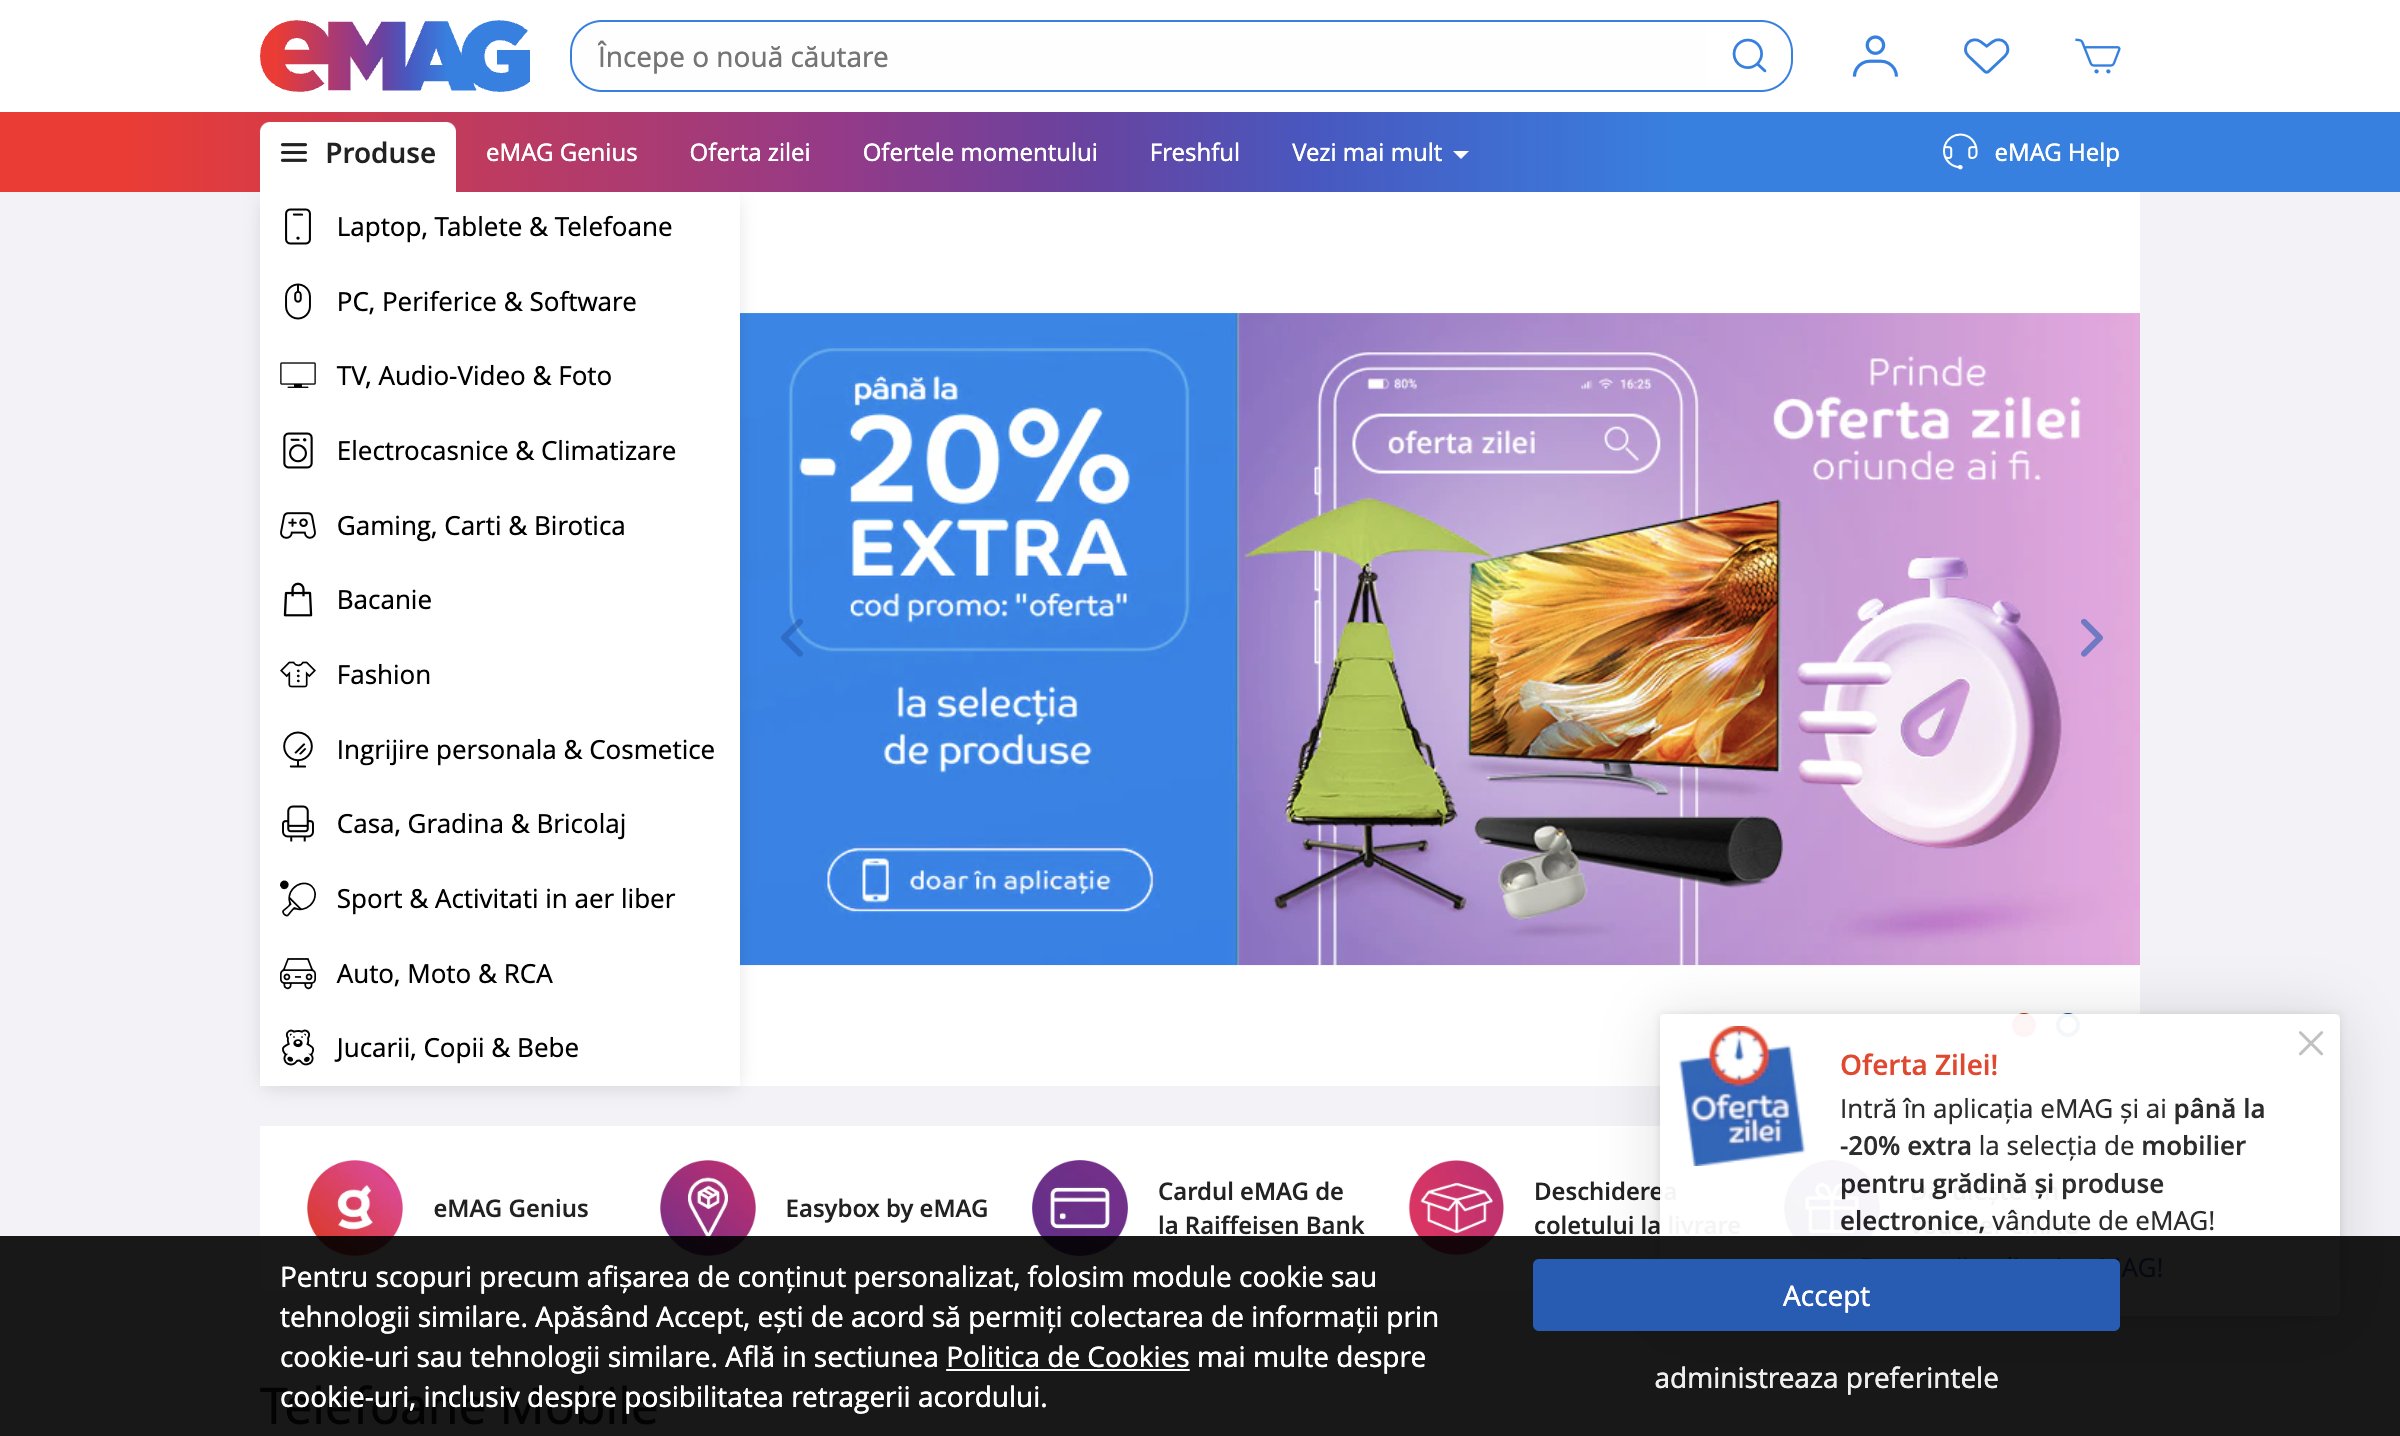 eMAG
Începe o nouă căutare
Produse
eMAG Genius
Oferta zilei
Ofertele momentului
Freshful
Vezi mai mult
eMAG Help
Laptop, Tablete & Telefoane
PC, Periferice & Software
TV, Audio-Video & Foto
Electrocasnice & Climatizare
Gaming, Carti & Birotica
Bacanie
Fashion
Ingrijire personala & Cosmetice
Casa, Gradina & Bricolaj
Sport & Activitati in aer liber
Auto, Moto & RCA
Jucarii, Copii & Bebe
până la
-20%
EXTRA
cod promo: "oferta"
la selecția
de produse
doar în aplicație
80%
16:25
oferta zilei
Prinde
Oferta zilei
oriunde ai fi.
Oferta
zilei
Oferta Zilei!
Intră în aplicația eMAG și ai până la
-20% extra la selecția de mobilier
pentru grădină și produse
electronice, vândute de eMAG!
g
eMAG Genius
Easybox by eMAG
Cardul eMAG de
la Raiffeisen Bank
Deschiderea
coletului la livrare
Pentru scopuri precum afișarea de conținut personalizat, folosim module cookie sau
tehnologii similare. Apăsând Accept, ești de acord să permiți colectarea de informații prin
cookie-uri sau tehnologii similare. Află in sectiunea Politica de Cookies mai multe despre
cookie-uri, inclusiv despre posibilitatea retragerii acordului.
Accept
administreaza preferintele
Telefoane Mobile